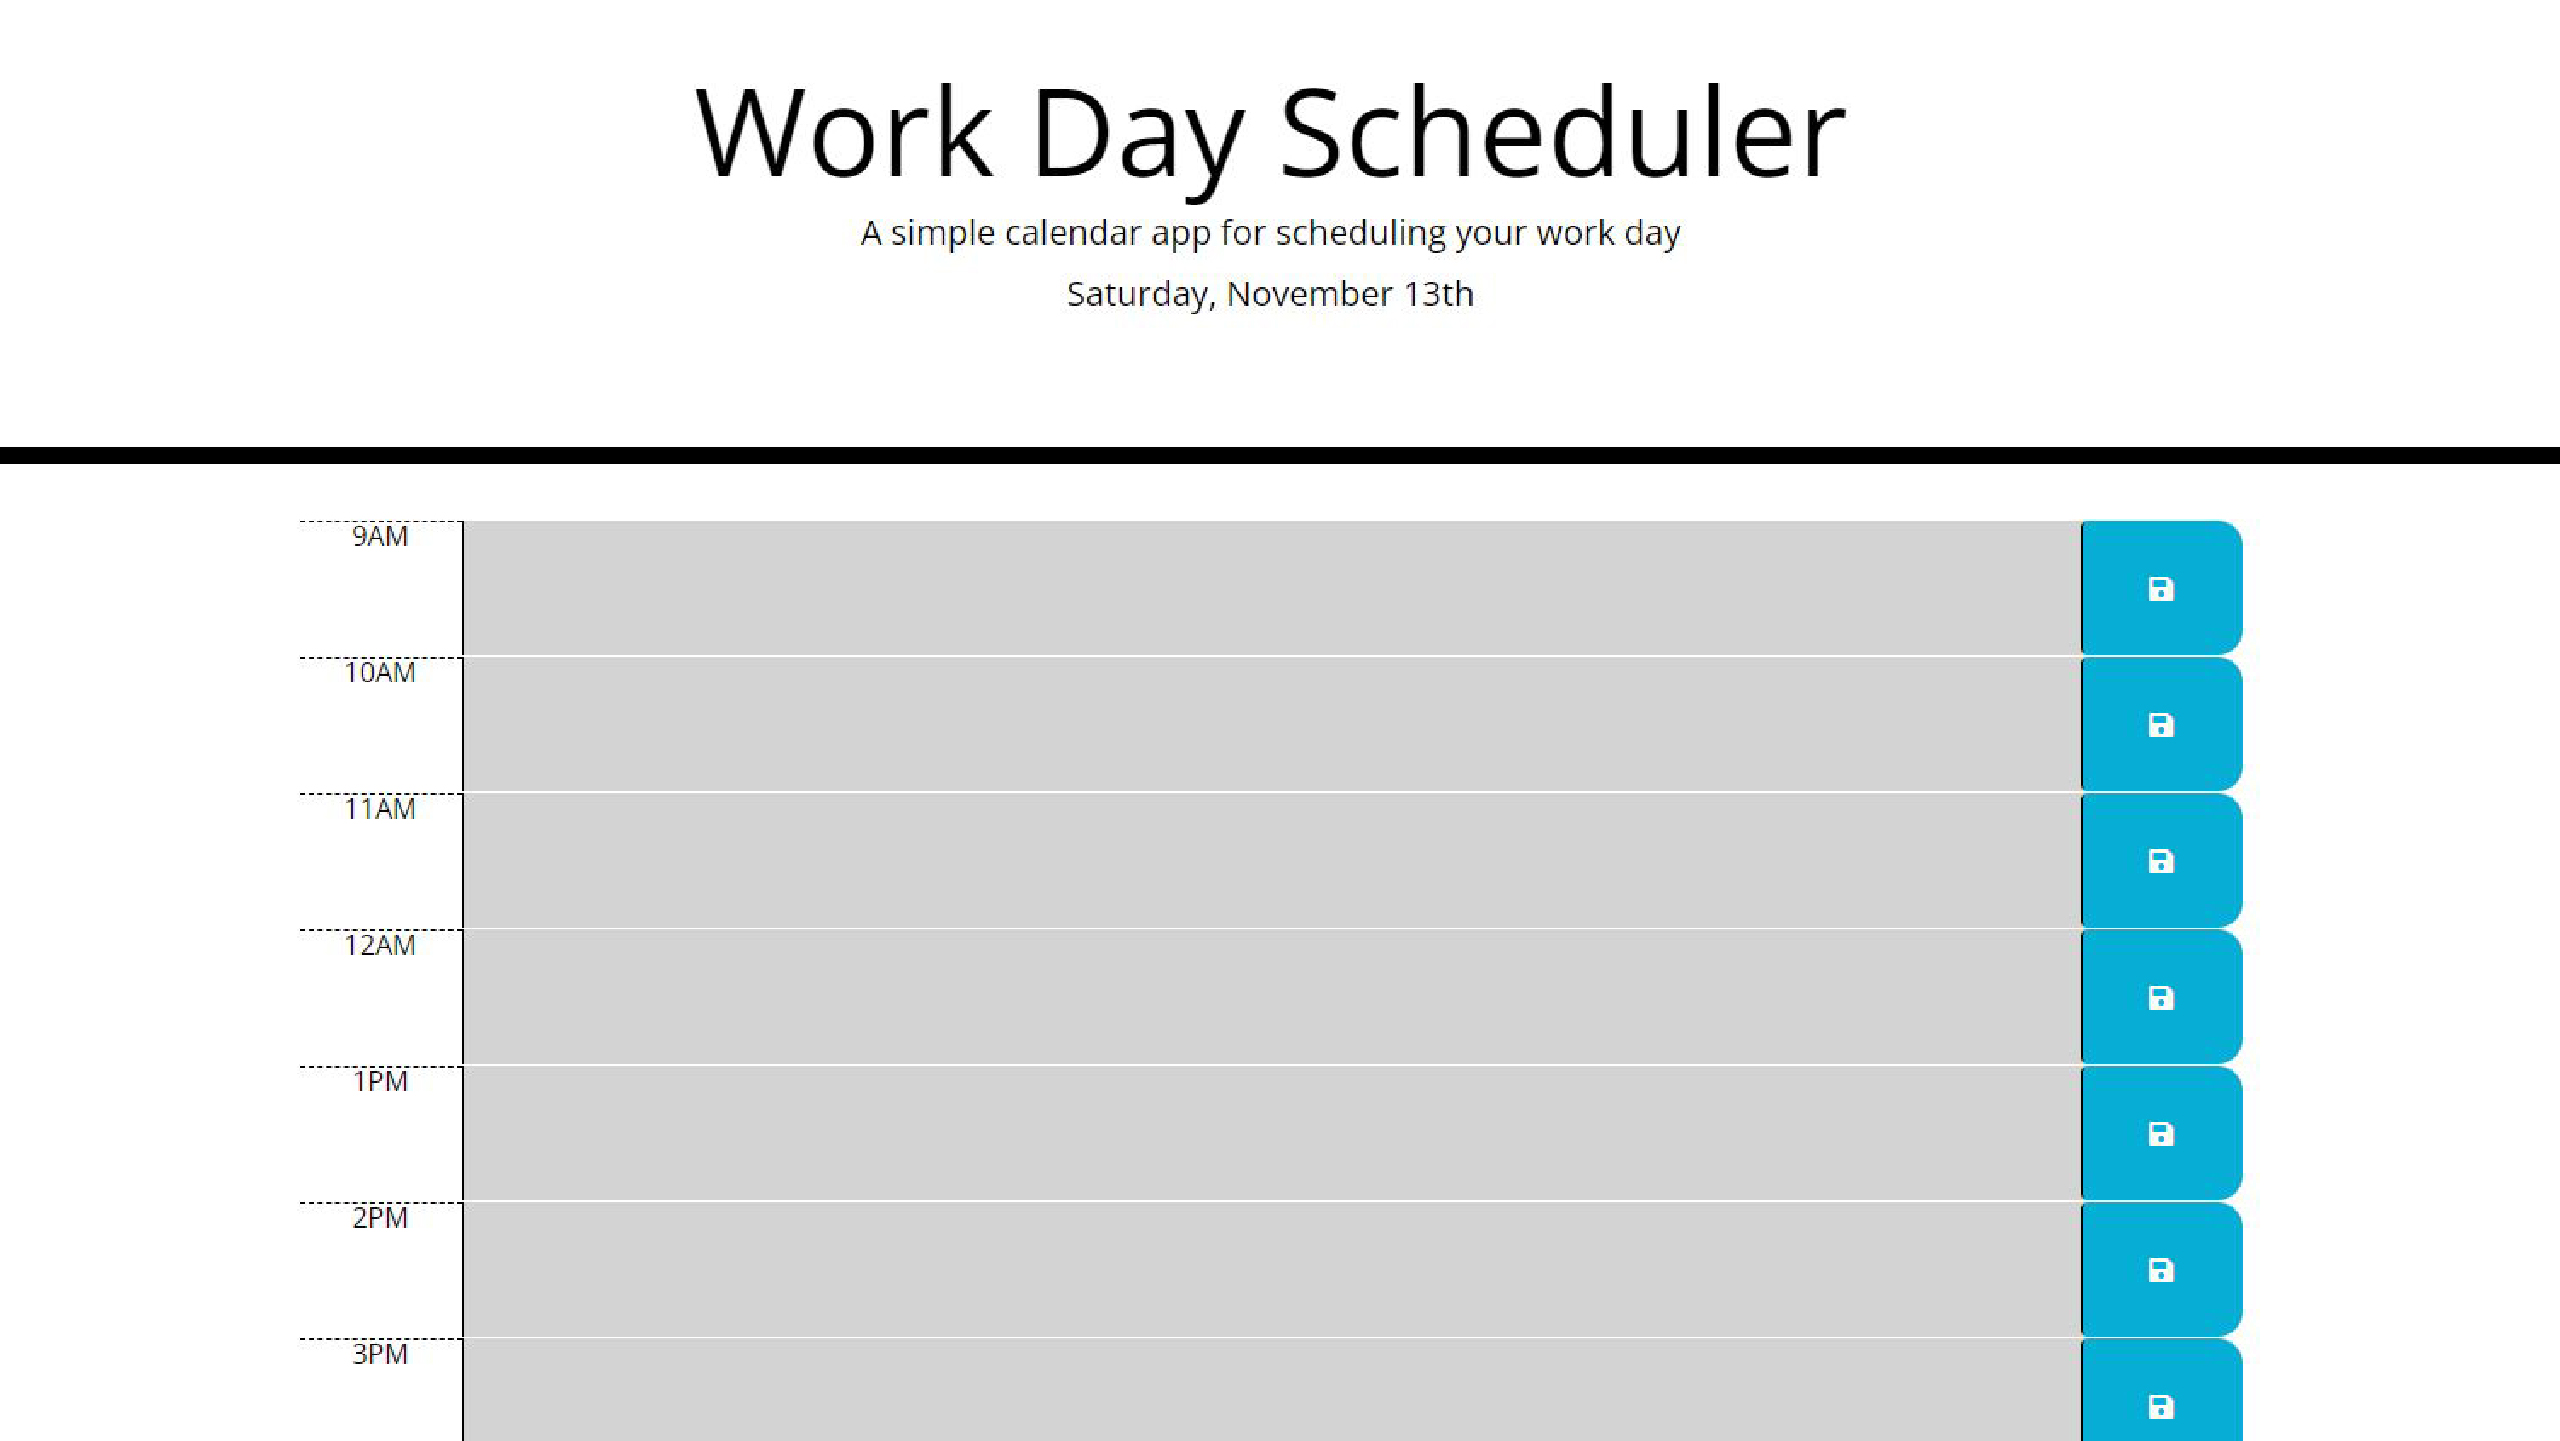 Work Day Scheduler
A simple calendar app for scheduling your work day
Saturday, November 13th
9AM
10AM
11AM
12AM
1PM
2PM
3PM